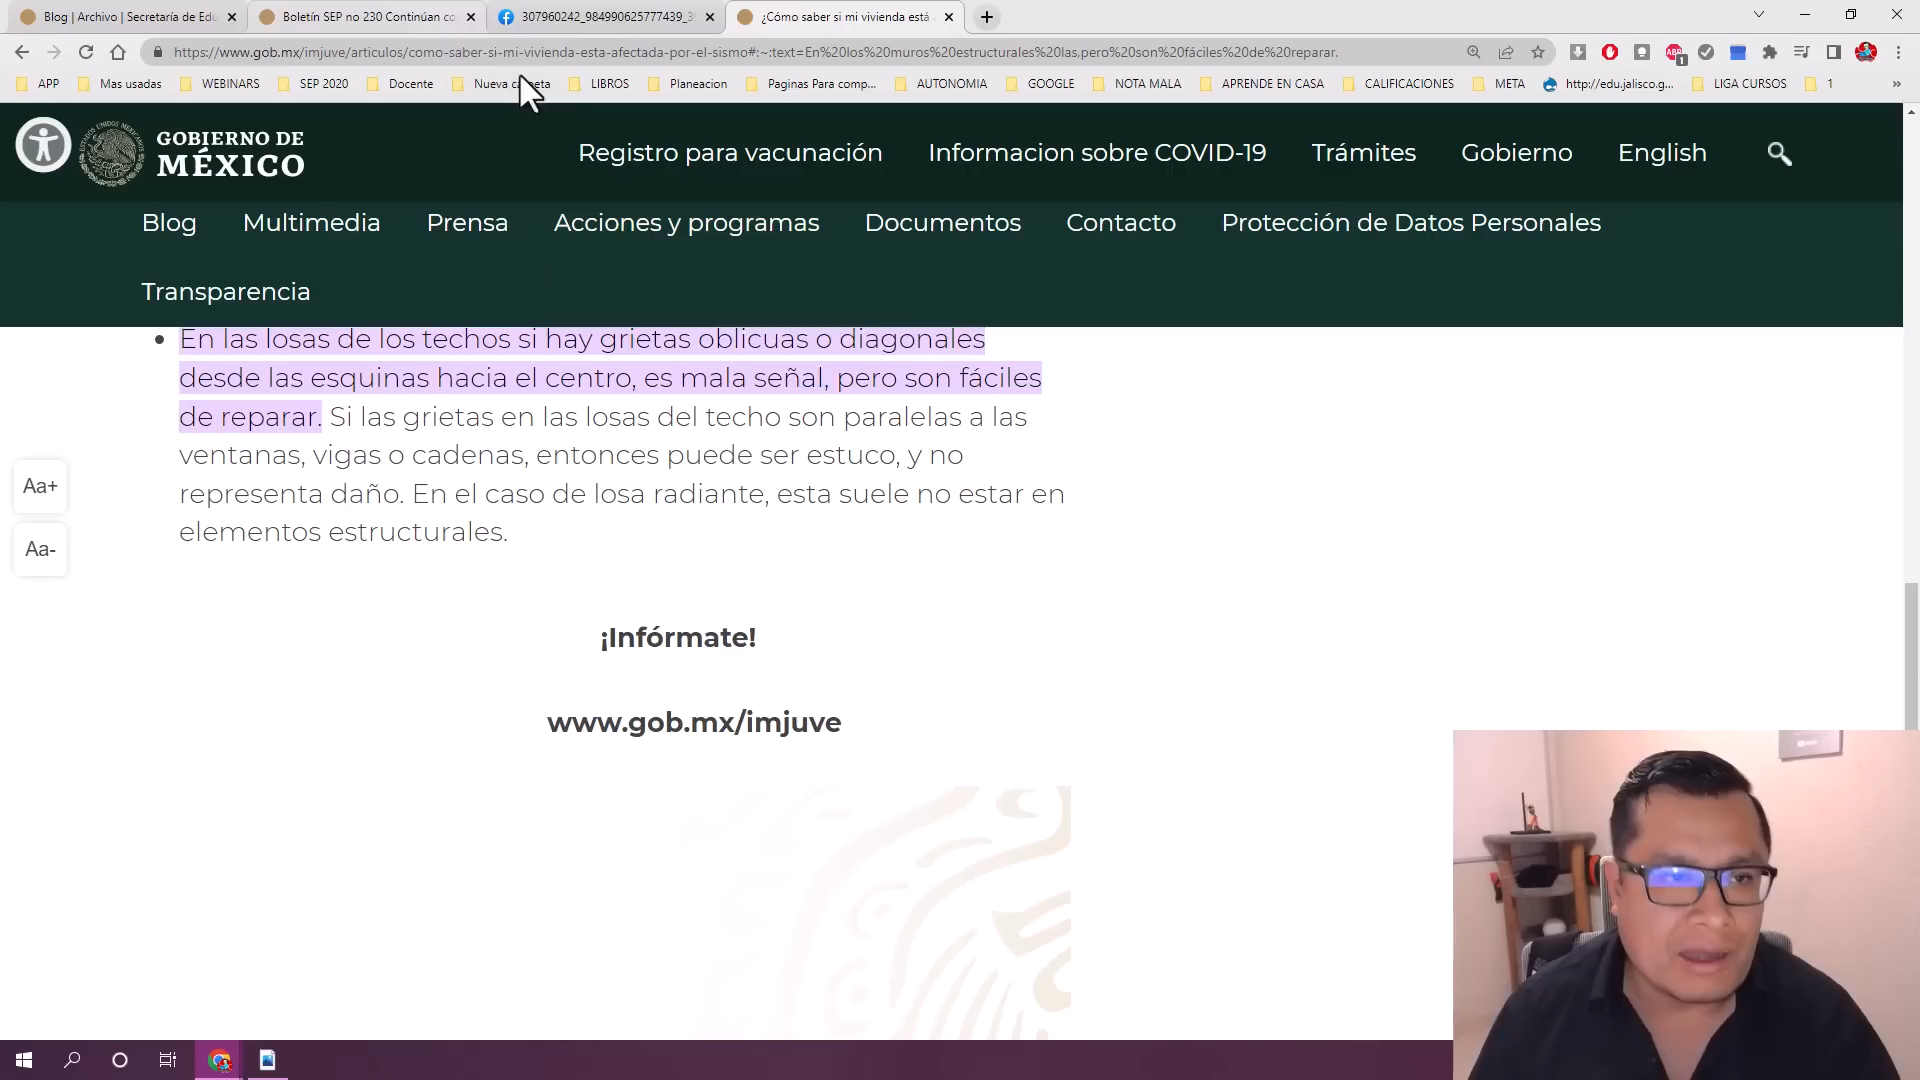 Blog | Archivo | Secretaría de Edu
Boletín SEP no 230 Continúan co
307960242_984990625777439_3
¿Cómo saber si mi vivienda está
https://www.gob.mx/imjuve/articulos/como-saber-si-mi-vivienda-esta-afectada-por-el-sismo#:~:text=En%20los%20muros%20estructurales%20las,pero%20son%20fáciles%20de%20reparar.
APP
Mas usadas
WEBINARS
SEP 2020
Docente
Nueva carpeta
LIBROS
Planeacion
Paginas Para comp...
AUTONOMIA
GOOGLE
NOTA MALA
APRENDE EN CASA
CALIFICACIONES
META
http://edu.jalisco.g...
LIGA CURSOS
1
»
GOBIERNO DE
MÉXICO
Registro para vacunación
Informacion sobre COVID-19
Trámites
Gobierno
English
Blog
Multimedia
Prensa
Acciones y programas
Documentos
Contacto
Protección de Datos Personales
Transparencia
En las losas de los techos si hay grietas oblicuas o diagonales
desde las esquinas hacia el centro, es mala señal, pero son fáciles
de reparar. Si las grietas en las losas del techo son paralelas a las
ventanas, vigas o cadenas, entonces puede ser estuco, y no
representa daño. En el caso de losa radiante, esta suele no estar en
elementos estructurales.
Aa+
Aa-
¡Infórmate!
www.gob.mx/imjuve